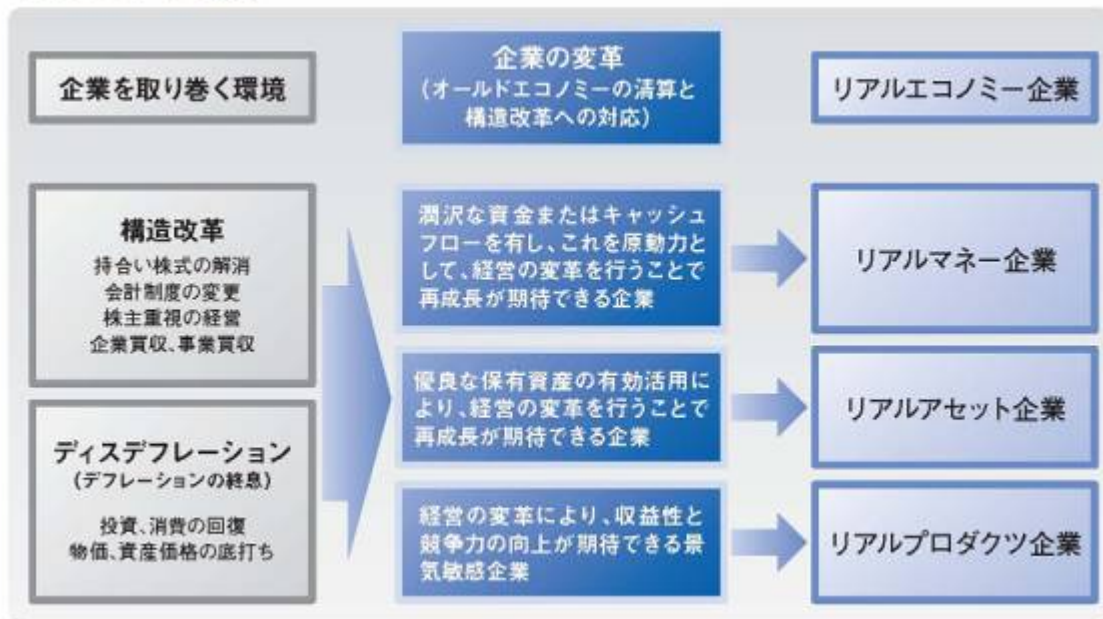 企業を取り巻く環境
企業の変革
(オールドエコノミーの清算と
構造改革への対応)
リアルエコノミー企業
構造改革
持合い株式の解消
会計制度の変更
株主重視の経営
企業買収、事業買収
ディスデフレーション
(デフレーションの終息)
投資、消費の回復
物価、資産価格の底打ち
潤沢な資金またはキャッシュ
フローを有し、これを原動力と
して、経営の変革を行うことで
再成長が期待できる企業
リアルマネー企業
優良な保有資産の有効活用に
より、経営の変革を行うことで
再成長が期待できる企業
リアルアセット企業
経営の変革により、収益性と
競争力の向上が期待できる景
気敏感企業
リアルプロダクツ企業